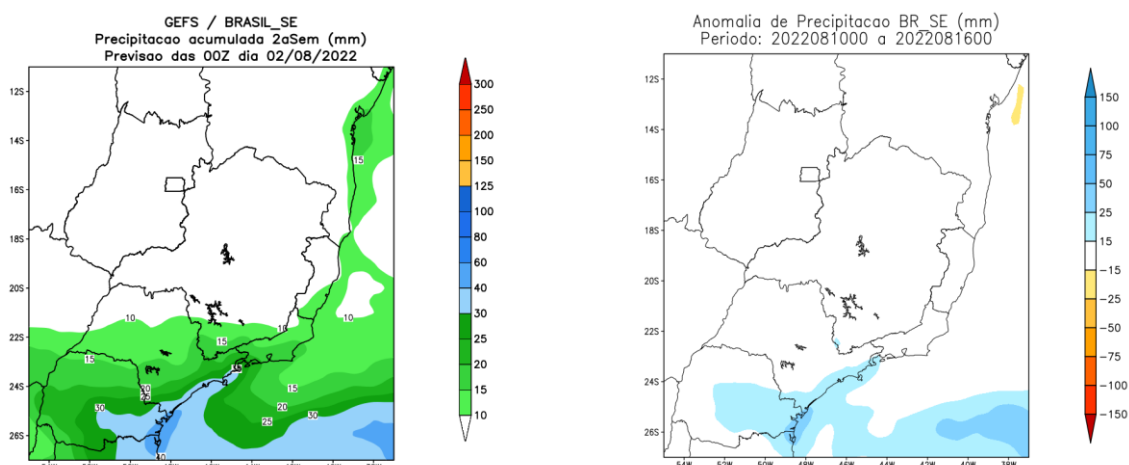 GEFS / BRASIL_SE
Precipitacao acumulada 2aSem (mm)
Previsao das 00Z dia 02/08/2022
12S
14S
16S
18S
20S
22S
24S
26S
15
10
10
10
15
15
20
25
30
15
20
25
30
300
250
200
150
125
100
80
60
40
30
25
20
15
10
Anomalia de Precipitacao BR_SE (mm)
Periodo: 2022081000 a 2022081600
12S
14S
16S
18S
20S
22S
24S
26S
54W
52W
50W
48W
46W
44W
42W
40W
38W
150
100
75
50
25
15
-15
-25
-50
-75
-100
-150